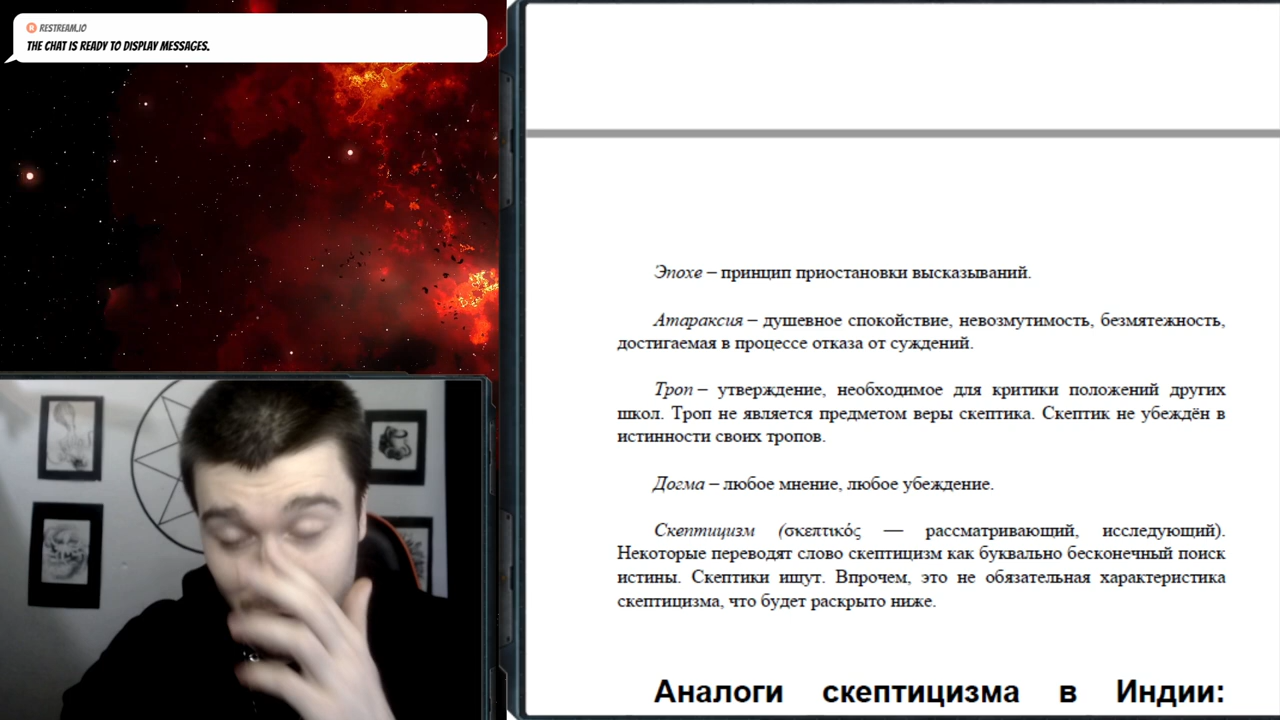 RESTREAM.IO
THE CHAT IS READY TO DISPLAY MESSAGES.
Эпохе – принцип приостановки высказываний.
Атараксия – душевное спокойствие, невозмутимость, безмятежность,
достигаемая в процессе отказа от суждений.
Троп – утверждение, необходимое для критики положений других
школ. Троп не является предметом веры скептика. Скептик не убеждён в
истинности своих тропов.
Догма – любое мнение, любое убеждение.
Скептицизм (σκεπτικός — рассматривающий, исследующий).
Некоторые переводят слово скептицизм как буквально бесконечный поиск
истины. Скептики ищут. Впрочем, это не обязательная характеристика
скептицизма, что будет раскрыто ниже.
Аналоги скептицизма в Индии: